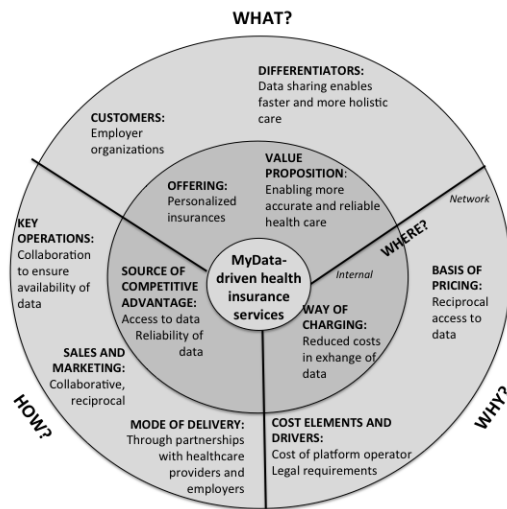 WHAT?
DIFFERENTIATORS:
Data sharing enables
faster and more holistic
care
CUSTOMERS:
Employer
organizations
VALUE
PROPOSITION:
Enabling more
accurate and reliable
health care
OFFERING:
Personalized
insurances
Network
WHERE?
Internal
KEY
OPERATIONS:
Collaboration
to ensure
availability of
data
SOURCE OF
COMPETITIVE
ADVANTAGE:
Access to data
Reliability of
data
MyData-
driven health
insurance
services
WAY OF
CHARGING:
Reduced costs
in exhange of
data
BASIS OF
PRICING:
Reciprocal
access to
data
SALES AND
MARKETING:
Collaborative,
reciprocal
HOW?
MODE OF DELIVERY:
Through partnerships
with healthcare
providers and
employers
COST ELEMENTS AND
DRIVERS:
Cost of platform operator
Legal requirements
WHY?